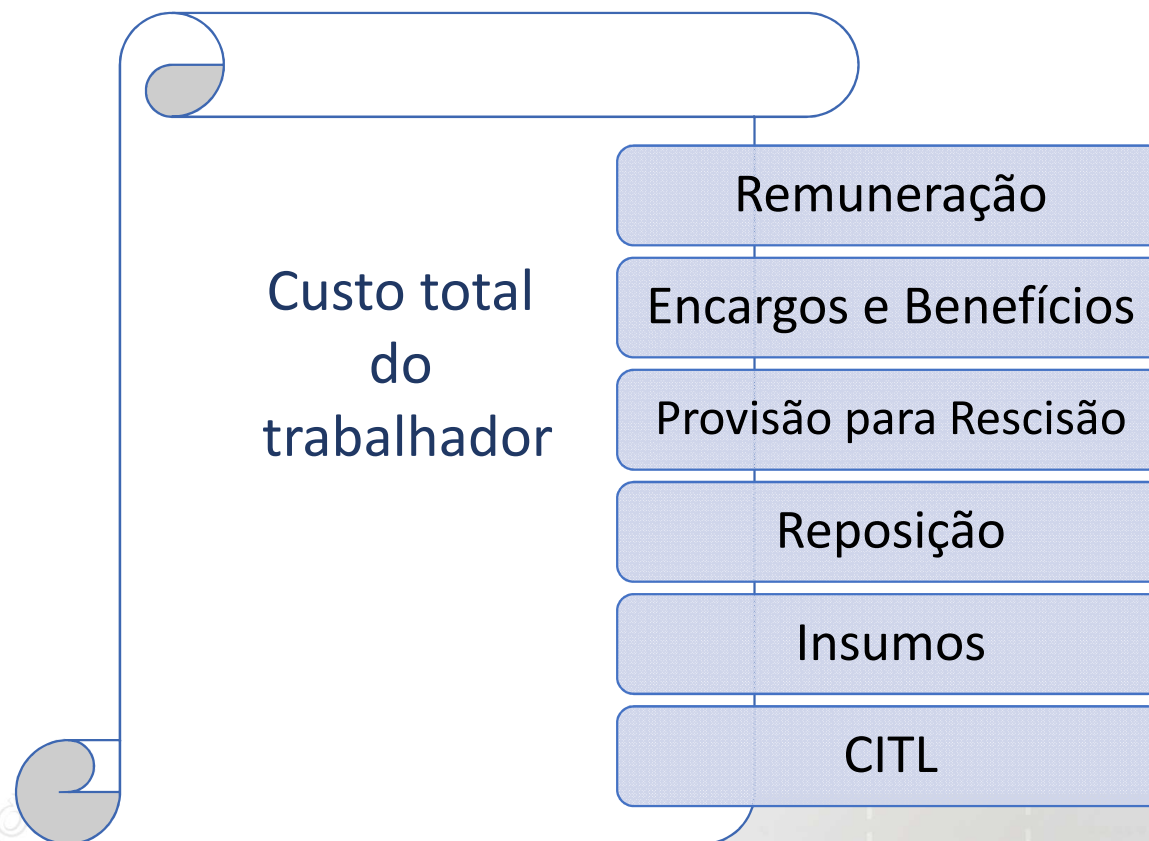 Custo total
do
trabalhador
Remuneração
Encargos e Benefícios
Provisão para Rescisão
Reposição
Insumos
CITL